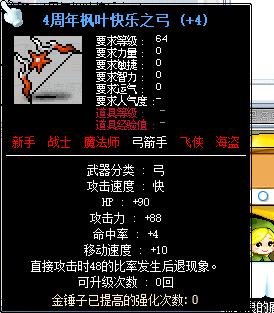 4周年枫叶快乐之弓 (+4)
要求等级: 64
要求力量: 0
要求敏捷: 0
要求智力: 0
要求运气: 0
要求人气度: -
道具等级: -
道具经验值: -
新手 战士 魔法师 弓箭手 飞侠 海盗
武器分类: 弓
攻击速度: 快
HP: +90
攻击力: +88
命中率: +4
移动速度: +10
直接攻击时48的比率发生后退现象。
可升级次数: 0回
金锤子已提高的强化次数: 0